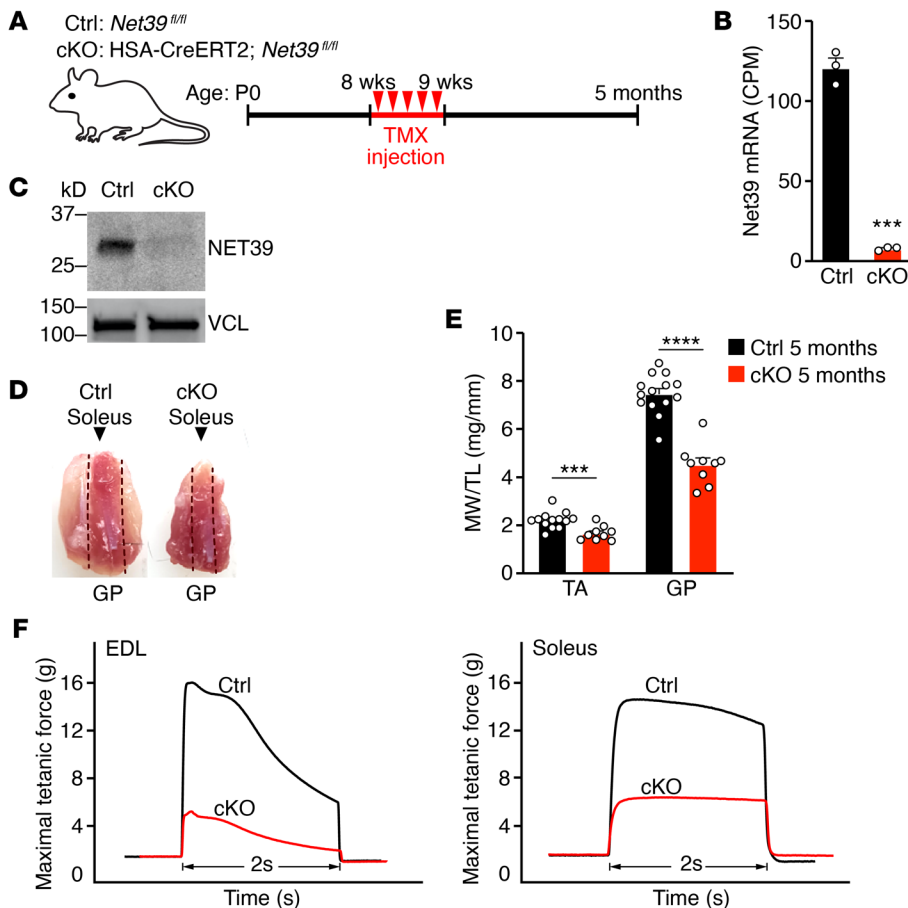 A
Ctrl: Net39 fl/fl
cKO: HSA-CreERT2; Net39 fl/fl
Age: P0
8 wks
9 wks
5 months
TMX
injection
B
Net39 mRNA (CPM)
150
100
50
0
***
Ctrl
cKO
C
kD
Ctrl
cKO
37
25
NET39
150
100
VCL
D
Ctrl
Soleus
cKO
Soleus
GP
GP
E
MW/TL (mg/mm)
10
8
6
4
2
0
***
****
TA
GP
Ctrl 5 months
cKO 5 months
F
EDL
Maximal tetanic force (g)
16
12
8
4
0
Ctrl
cKO
2s
Time (s)
Soleus
Maximal tetanic force (g)
16
12
8
4
0
Ctrl
cKO
2s
Time (s)